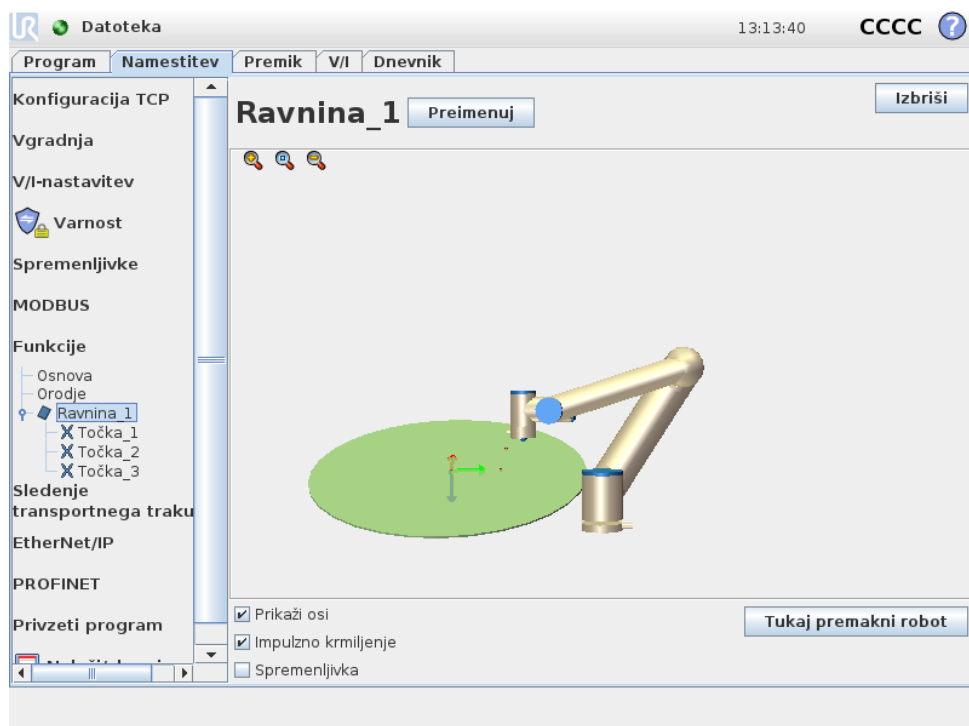 UR Datoteka 13:13:40 CCCC ?
Program Namestitev Premik V/I Dnevnik
Konfiguracija TCP
Vgradnja
V/I-nastavitev
Varnost
Spremenljivke
MODBUS
Funkcije
Osnova
Orodje
Ravnina_1
Točka_1
Točka_2
Točka_3
Sledenje
transportnega traku
EtherNet/IP
PROFINET
Privzeti program
Ravnina_1 Preimenuj Izbriši
Prikaži osi
Impulzno krmiljenje
Spremenljivka
Tukaj premakni robot